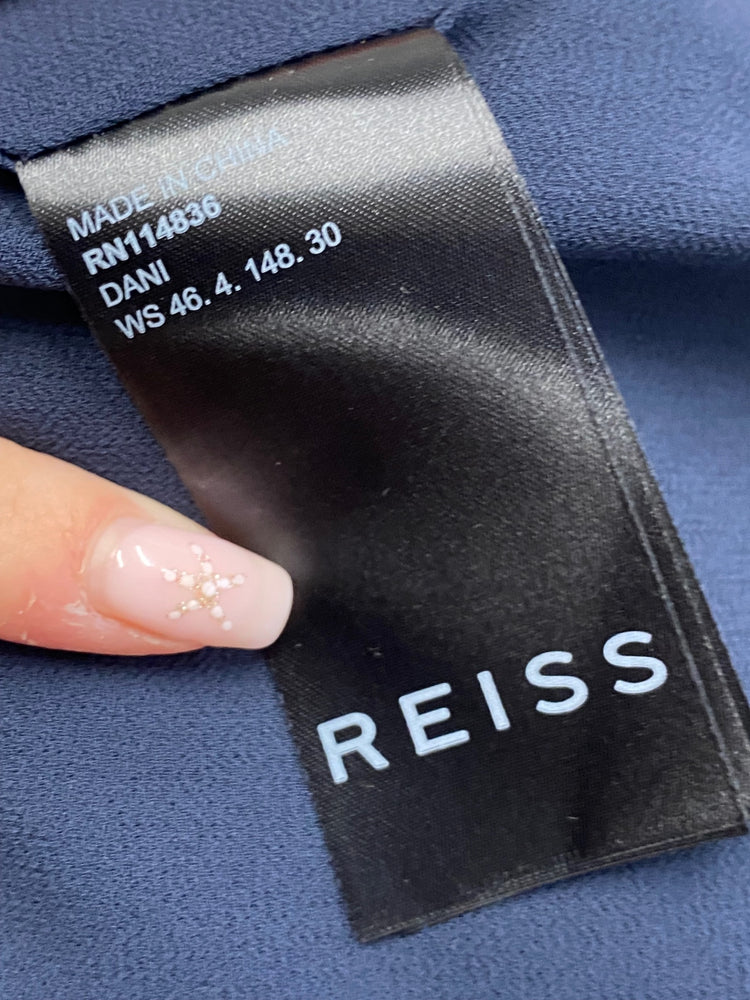 MADE IN CHINA
RN114836
DANI
WS 46. 4. 148. 30
REISS